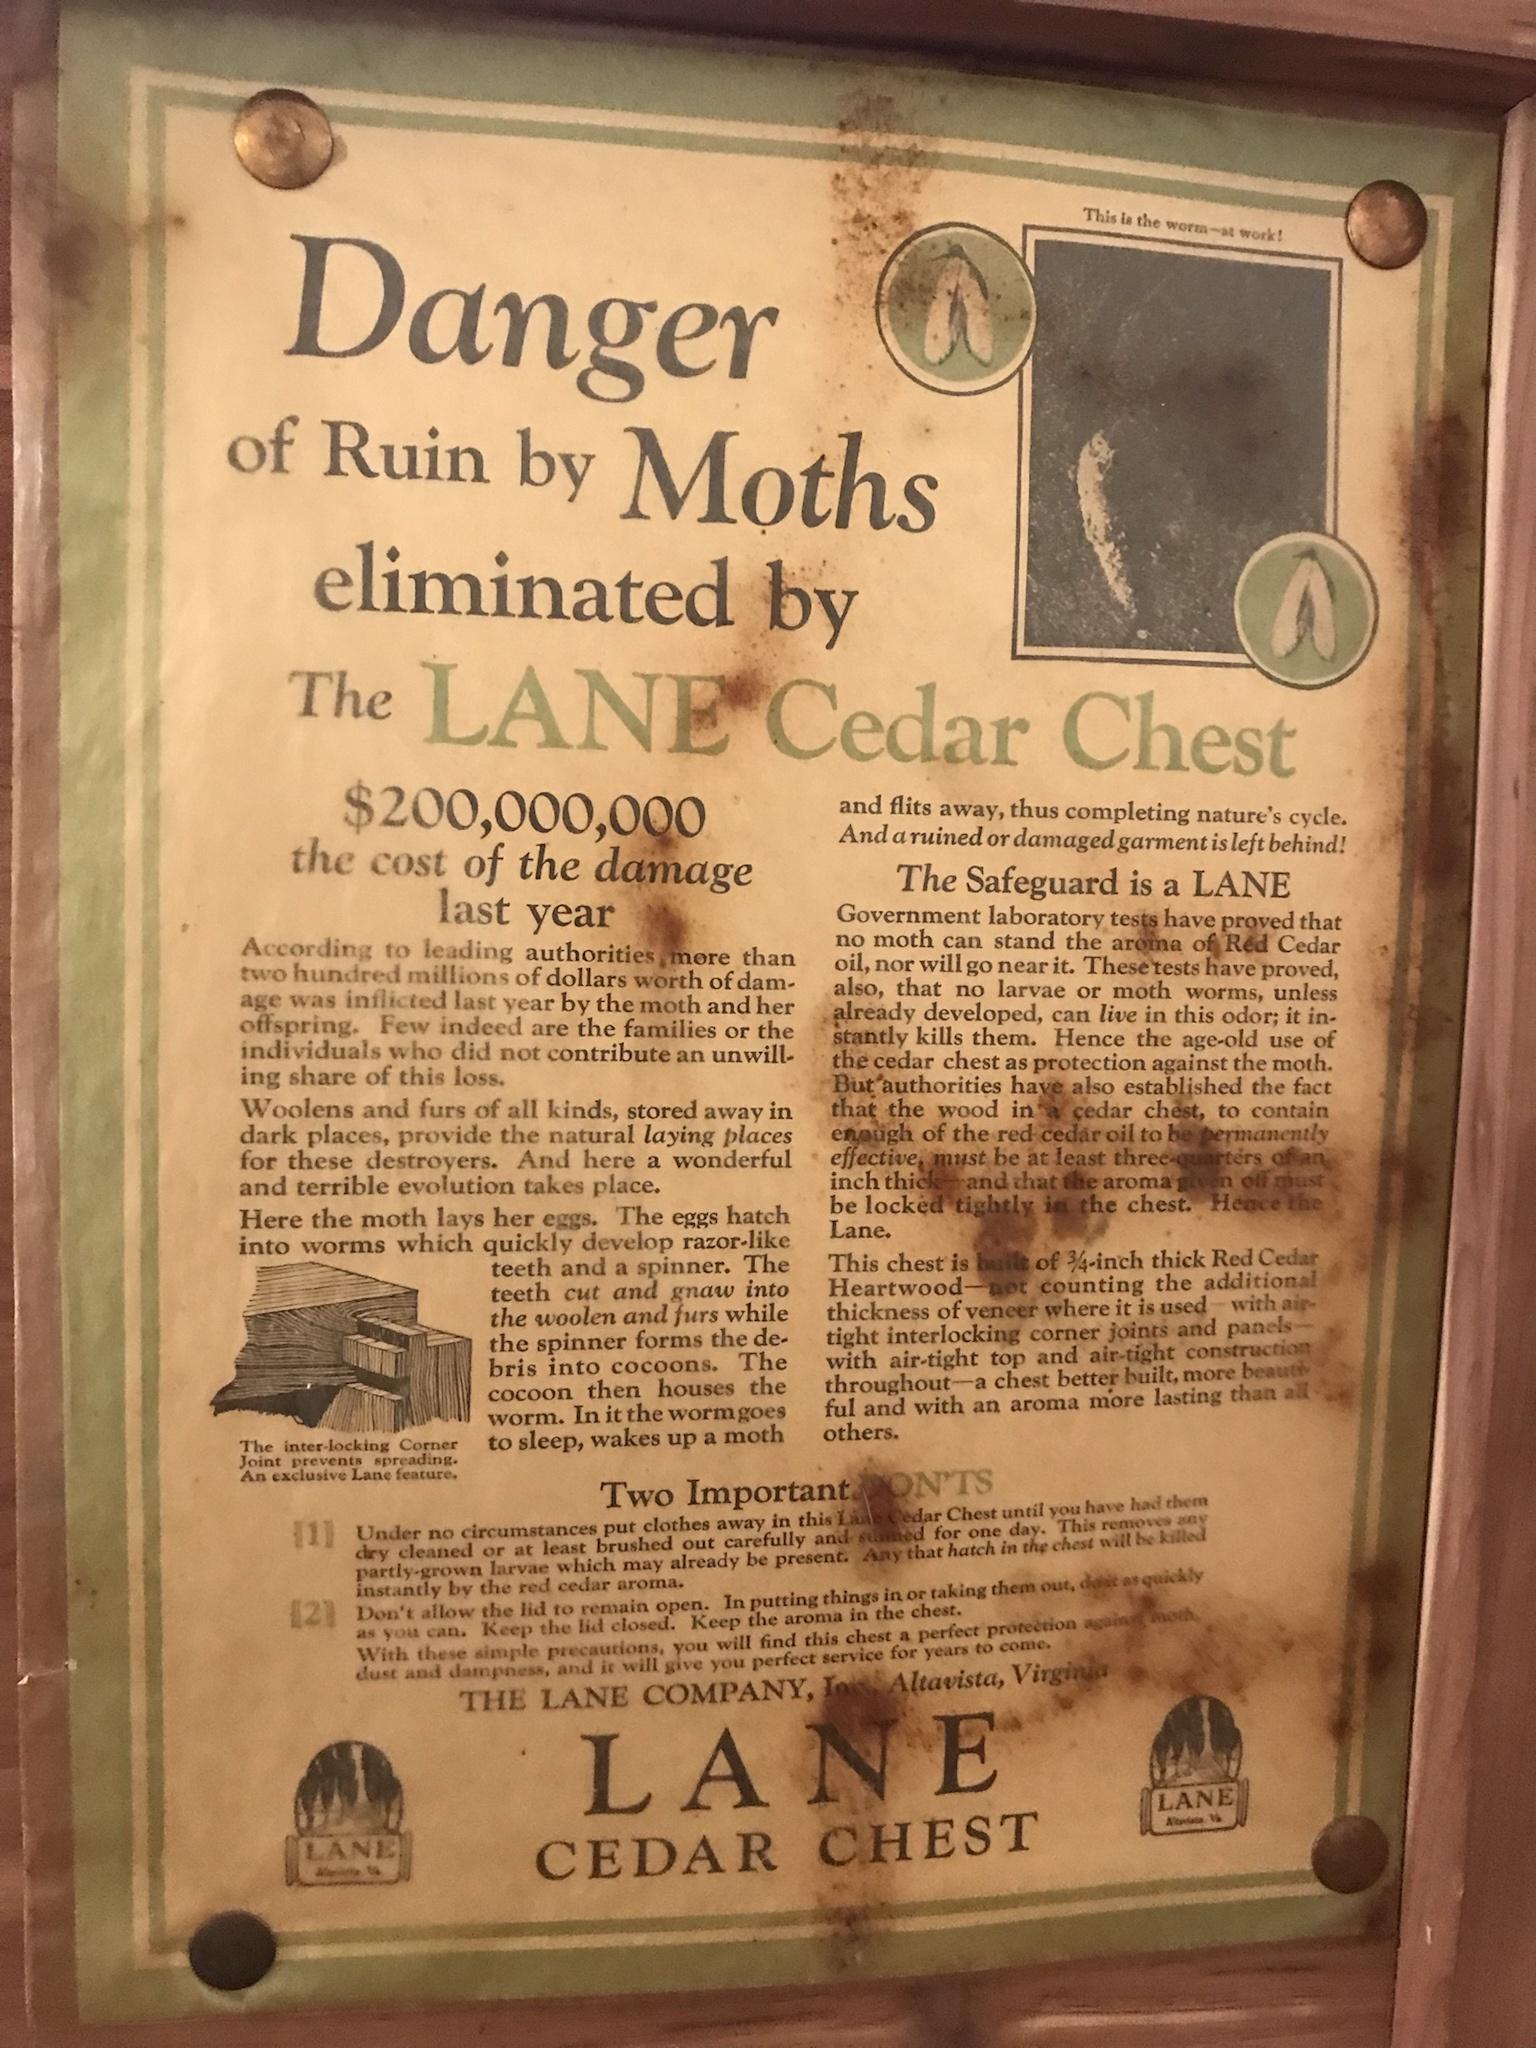 This is the worm—at work!
Danger
of Ruin by Moths
eliminated by
The LANE Cedar Chest
$200,000,000
the cost of the damage
last year
According to leading authorities, more than
two hundred millions of dollars worth of dam-
age was inflicted last year by the moth and her
offspring. Few indeed are the families or the
individuals who did not contribute an unwill-
ing share of this loss.
Woolens and furs of all kinds, stored away in
dark places, provide the natural laying places
for these destroyers. And here a wonderful
and terrible evolution takes place.
Here the moth lays her eggs. The eggs hatch
into worms which quickly develop razor-like
teeth and a spinner. The
teeth cut and gnaw into
the woolen and furs while
the spinner forms the de-
bris into cocoons. The
cocoon then houses the
worm. In it the worm goes
to sleep, wakes up a moth
The inter-locking Corner
Joint prevents spreading.
An exclusive Lane feature.
and flits away, thus completing nature's cycle.
And a ruined or damaged garment is left behind!
The Safeguard is a LANE
Government laboratory tests have proved that
no moth can stand the aroma of Red Cedar
oil, nor will go near it. These tests have proved,
also, that no larvae or moth worms, unless
already developed, can live in this odor; it in-
stantly kills them. Hence the age-old use of
the cedar chest as protection against the moth.
But authorities have also established the fact
that the wood in a cedar chest, to contain
enough of the red cedar oil to be permanently
effective, must be at least three-quarters of an
inch thick—and that the aroma given off must
be locked tightly in the chest. Hence the
Lane.
This chest is built of ¾-inch thick Red Cedar
Heartwood—not counting the additional
thickness of veneer where it is used—with air-
tight interlocking corner joints and panels—
with air-tight top and air-tight construction
throughout—a chest better built, more beauti-
ful and with an aroma more lasting than all
others.
Two Important DON'TS
[1] Under no circumstances put clothes away in this Lane Cedar Chest until you have had them
dry cleaned or at least brushed out carefully and sunned for one day. This removes any
partly-grown larvae which may already be present. Any that hatch in the chest will be killed
instantly by the red cedar aroma.
[2] Don't allow the lid to remain open. In putting things in or taking them out, do it as quickly
as you can. Keep the lid closed. Keep the aroma in the chest.
With these simple precautions, you will find this chest a perfect protection against moth,
dust and dampness, and it will give you perfect service for years to come.
THE LANE COMPANY, Inc., Altavista, Virginia
LANE
CEDAR CHEST
LANE
Altavista, Va.
LANE
Altavista, Va.